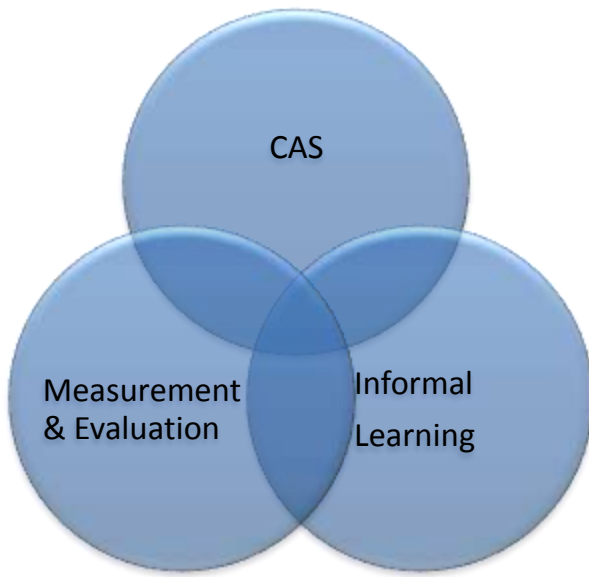 CAS
Measurement
& Evaluation
Informal
Learning